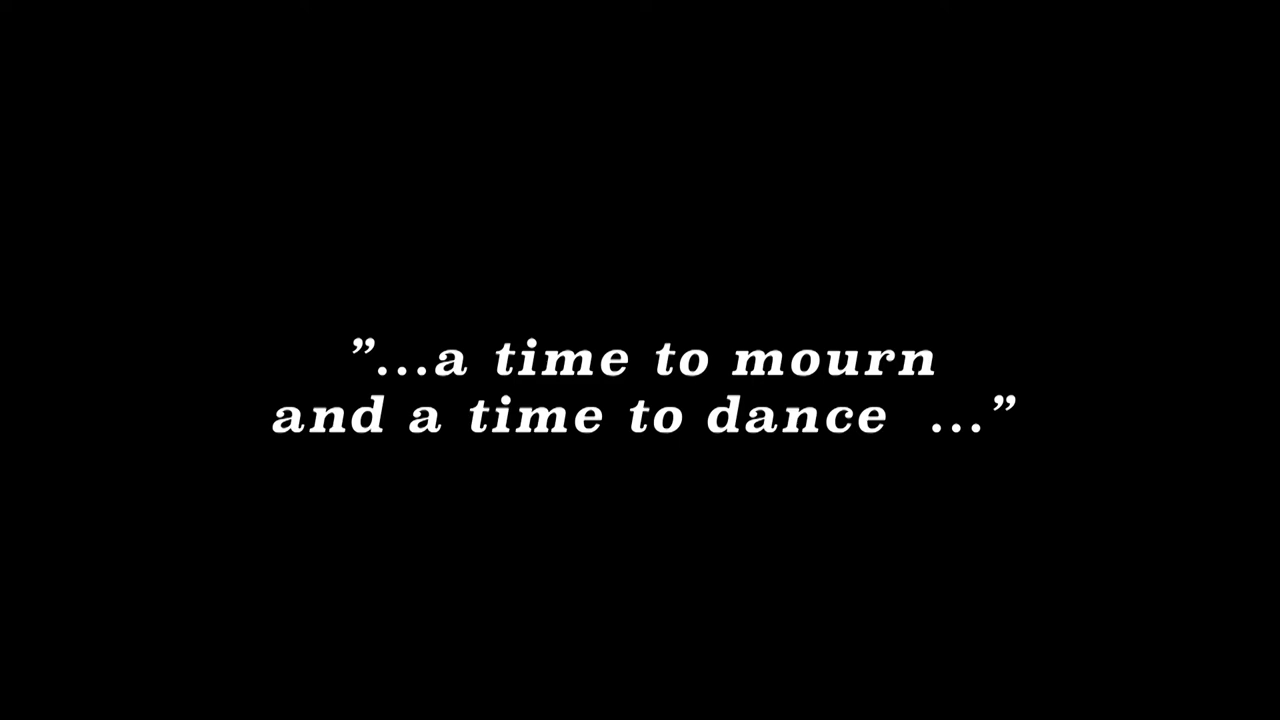 ”...a time to mourn
and a time to dance ...”